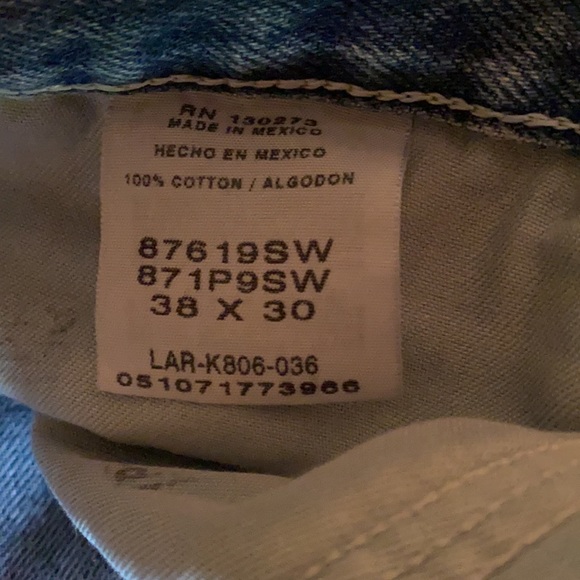 RN 130273
MADE IN MEXICO
HECHO EN MEXICO
100% COTTON / ALGODON
87619SW
871P9SW
38 X 30
LAR-K806-036
051071773966